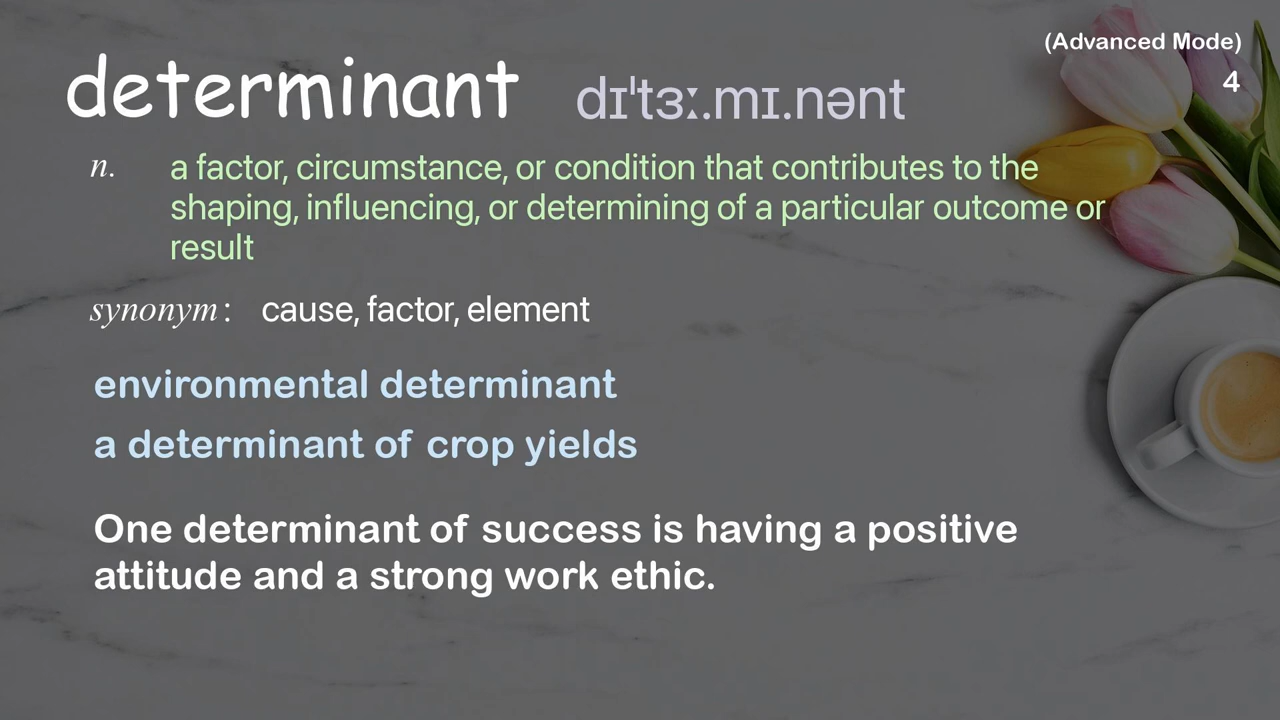 (Advanced Mode)
4
determinant dɪˈtɜː.mɪ.nənt
n. a factor, circumstance, or condition that contributes to the
shaping, influencing, or determining of a particular outcome or
result
synonym: cause, factor, element
environmental determinant
a determinant of crop yields
One determinant of success is having a positive
attitude and a strong work ethic.